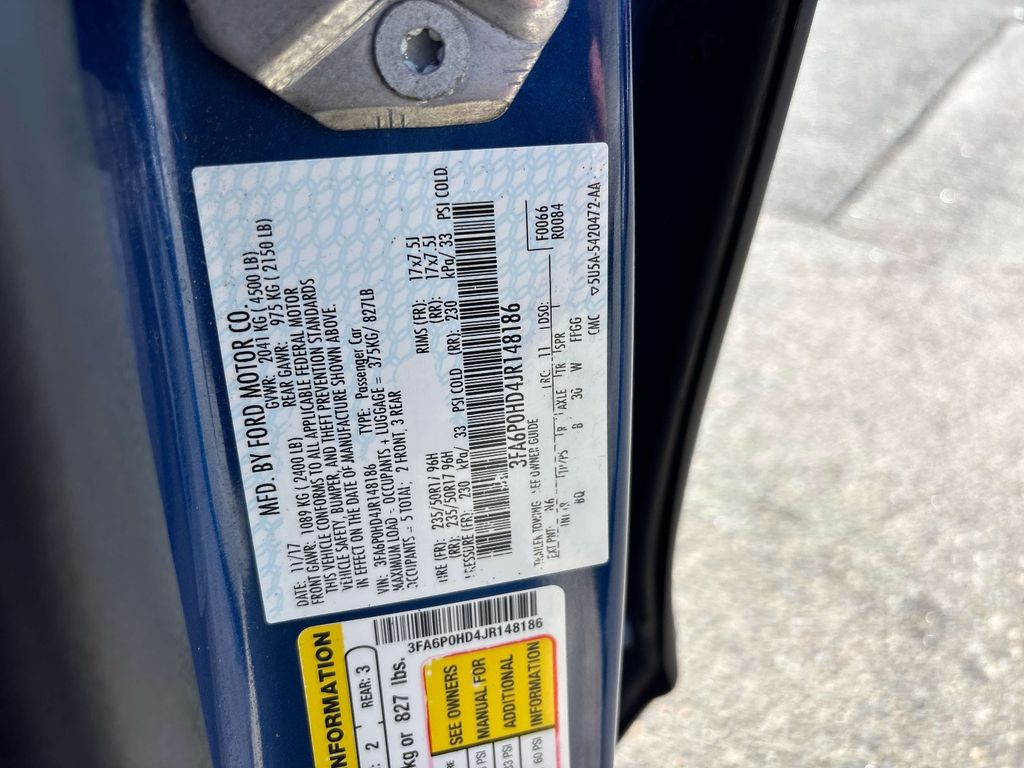 MFD. BY FORD MOTOR CO.
DATE: 11/17 GVWR: 2041 KG ( 4500 LB)
FRONT GAWR: 1089 KG ( 2400 LB) REAR GAWR: 975 KG ( 2150 LB)
THIS VEHICLE CONFORMS TO ALL APPLICABLE FEDERAL MOTOR
VEHICLE SAFETY, BUMPER, AND THEFT PREVENTION STANDARDS
IN EFFECT ON THE DATE OF MANUFACTURE SHOWN ABOVE.
VIN: 3FA6P0HD4JR148186 TYPE: Passenger Car
MAXIMUM LOAD = OCCUPANTS + LUGGAGE = 375KG/ 827LB
OCCUPANTS = 5 TOTAL; 2 FRONT, 3 REAR
TIRE (FR): 235/50R17 96H RIMS (FR): 17x7.5J
(RR): 235/50R17 96H (RR): 17x7.5J
PRESSURE (FR): 230 kPa/ 33 PSI COLD (RR): 230 kPa/ 33 PSI COLD
3FA6P0HD4JR148186
F0066
R0084
TRAILER TOWING - SEE OWNER GUIDE
EXT PNT: N6 RC: 11 DSO:
AXLE TR SPR
BQ B 3G W FFGG
CMC ▽5U5A-5420472-AA
3FA6P0HD4JR148186
INFORMATION
2 REAR: 3
kg or 827 lbs.
SEE OWNERS
MANUAL FOR
ADDITIONAL
INFORMATION
PSI
33 PSI
60 PSI